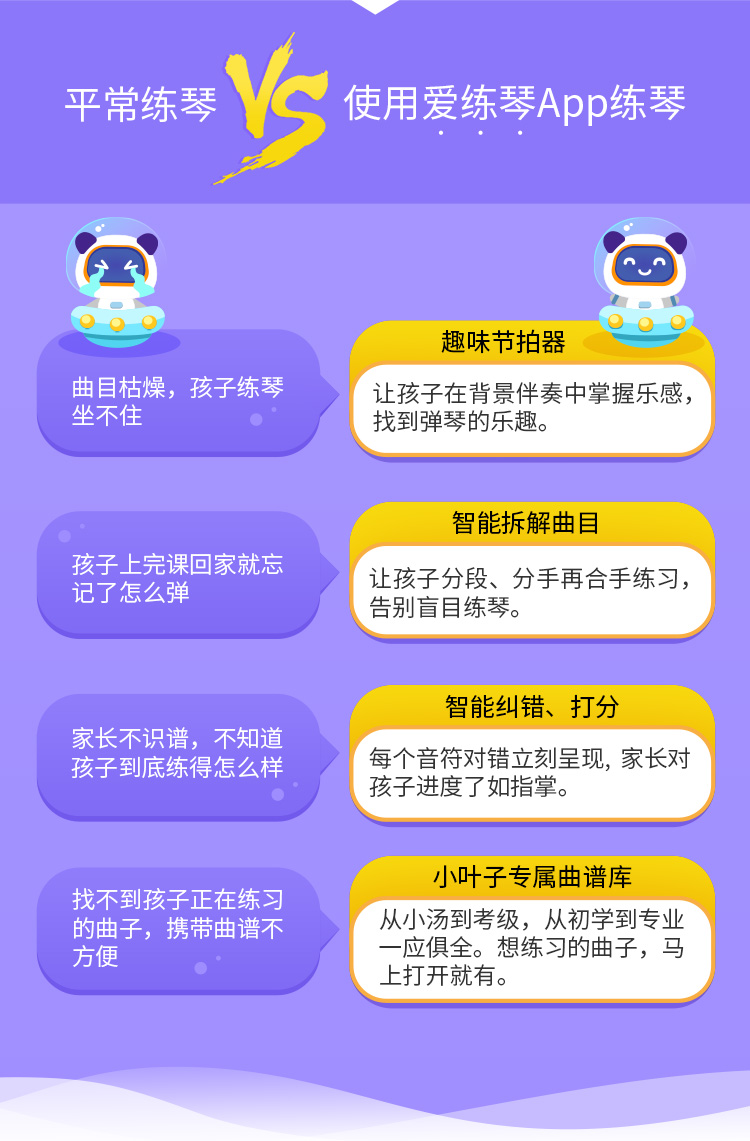 平常练琴 VS 使用爱练琴App练琴
曲目枯燥，孩子练琴
坐不住
趣味节拍器
让孩子在背景伴奏中掌握乐感，
找到弹琴的乐趣。
孩子上完课回家就忘
记了怎么弹
智能拆解曲目
让孩子分段、分手再合手练习，
告别盲目练琴。
家长不识谱，不知道
孩子到底练得怎么样
智能纠错、打分
每个音符对错立刻呈现, 家长对
孩子进度了如指掌。
找不到孩子正在练习
的曲子，携带曲谱不
方便
小叶子专属曲谱库
从小汤到考级，从初学到专业
一应俱全。想练习的曲子，马
上打开就有。